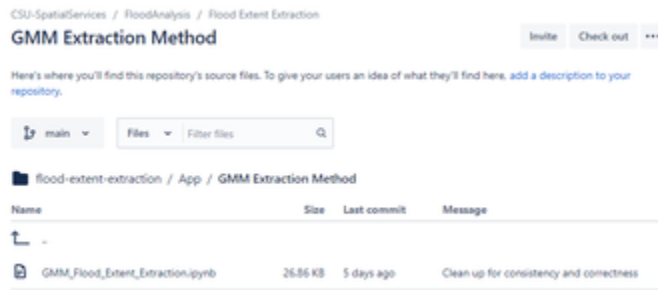 CSU-SpatialServices / FloodAnalysis / Flood Extent Extraction
GMM Extraction Method
Invite Check out ...
Here's where you'll find this repository's source files. To give your users an idea of what they'll find here, add a description to your
repository.
main Files Filter files
flood-extent-extraction / App / GMM Extraction Method
Name Size Last commit Message
..
GMM_Flood_Extent_Extraction.ipynb 26.86 KB 5 days ago Clean up for consistency and correctness